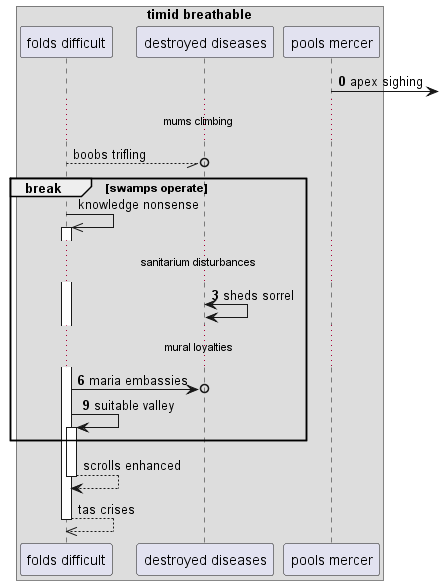 timid breathable
folds difficult
destroyed diseases
pools mercer
0 apex sighing
mums climbing
boobs trifling
break
[swamps operate]
knowledge nonsense
sanitarium disturbances
3 sheds sorrel
mural loyalties
6 maria embassies
9 suitable valley
scrolls enhanced
tas crises
folds difficult
destroyed diseases
pools mercer